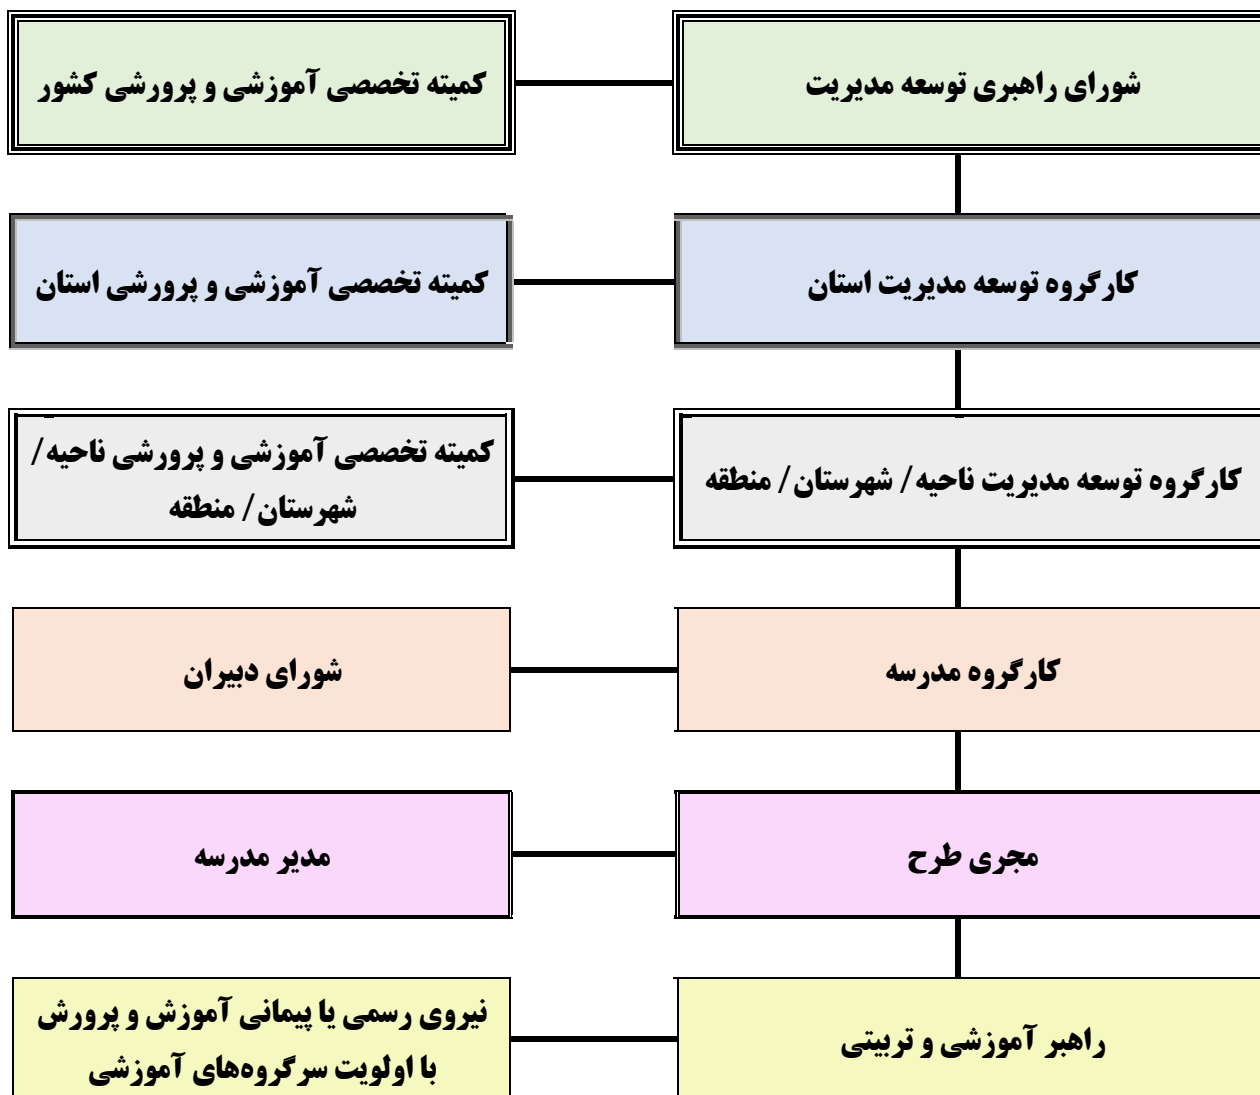 شورای راهبری توسعه مدیریت
کمیته تخصصی آموزشی و پرورشی کشور
کارگروه توسعه مدیریت استان
کمیته تخصصی آموزشی و پرورشی استان
کارگروه توسعه مدیریت ناحیه/ شهرستان/ منطقه
کمیته تخصصی آموزشی و پرورشی ناحیه/
شهرستان/ منطقه
کارگروه مدرسه
شورای دبیران
مجری طرح
مدیر مدرسه
راهبر آموزشی و تربیتی
نیروی رسمی یا پیمانی آموزش و پرورش
با اولویت سرگروه‌های آموزشی